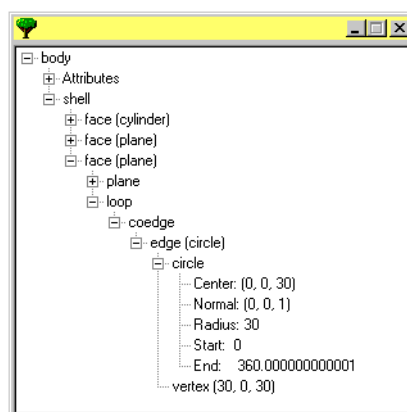 body
Attributes
shell
face (cylinder)
face (plane)
face (plane)
plane
loop
coedge
edge (circle)
circle
Center: (0, 0, 30)
Normal: (0, 0, 1)
Radius: 30
Start: 0
End: 360.000000000001
vertex (30, 0, 30)